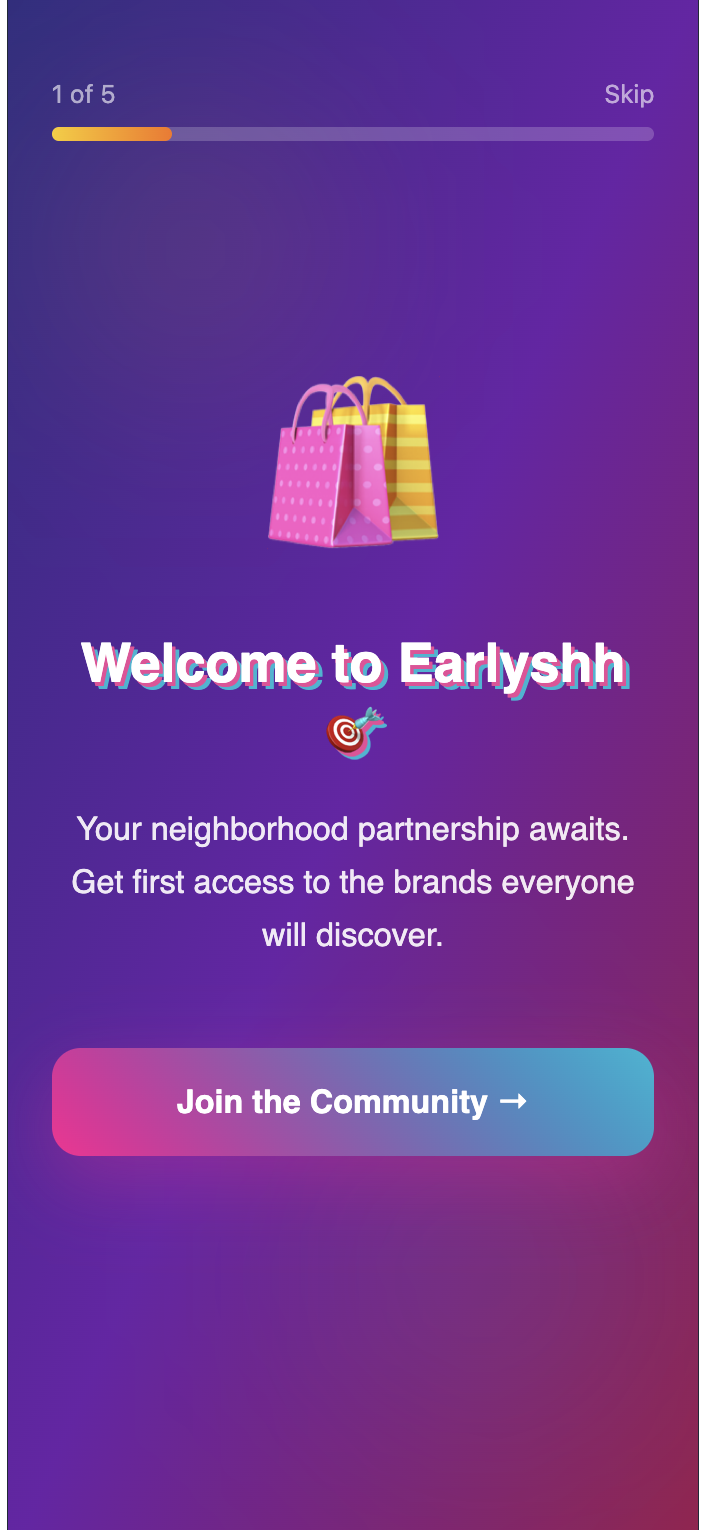 1 of 5
Skip
Welcome to Earlyshh
Your neighborhood partnership awaits.
Get first access to the brands everyone
will discover.
Join the Community →